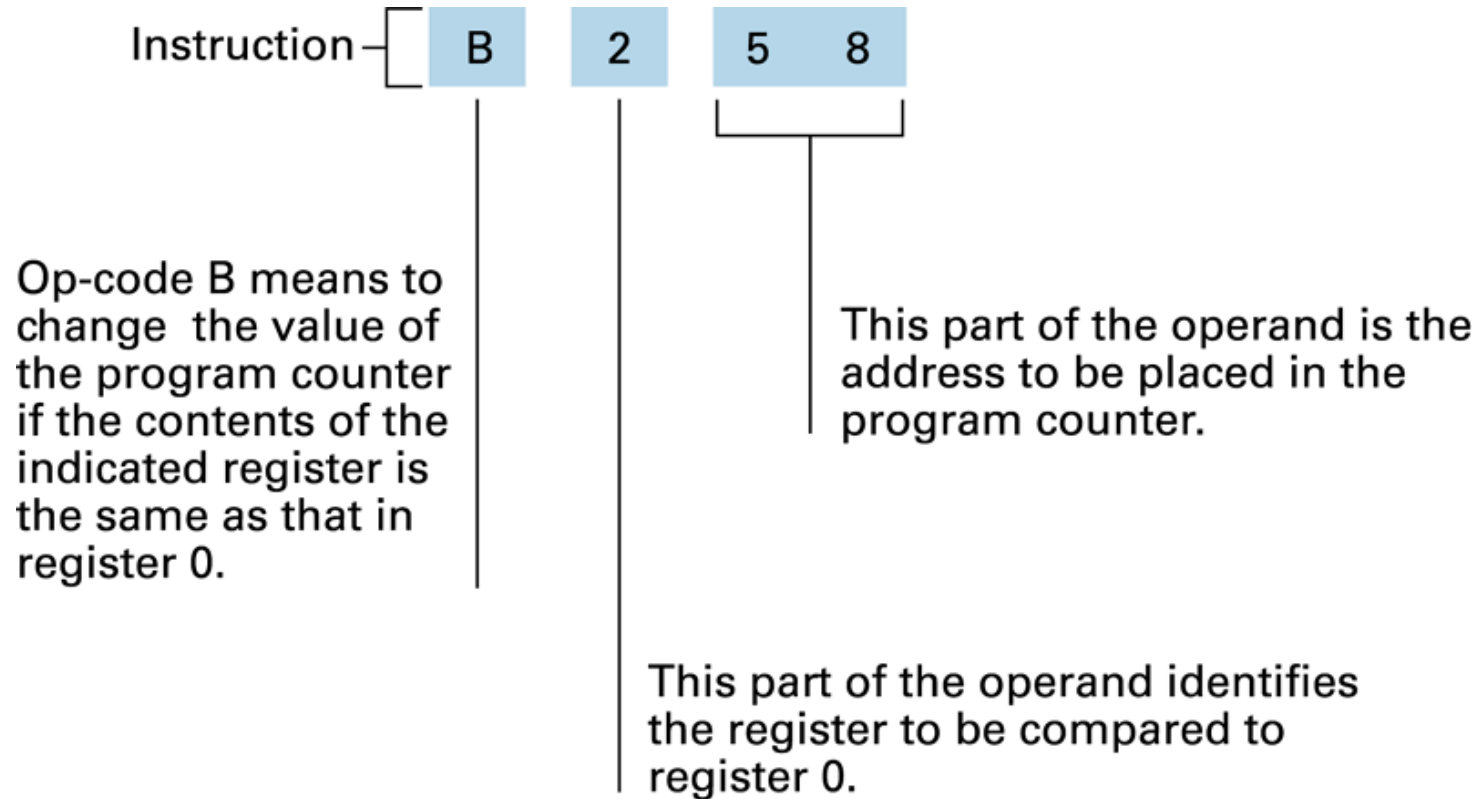 Instruction B 2 5 8
Op-code B means to
change the value of
the program counter
if the contents of the
indicated register is
the same as that in
register 0.
This part of the operand is the
address to be placed in the
program counter.
This part of the operand identifies
the register to be compared to
register 0.